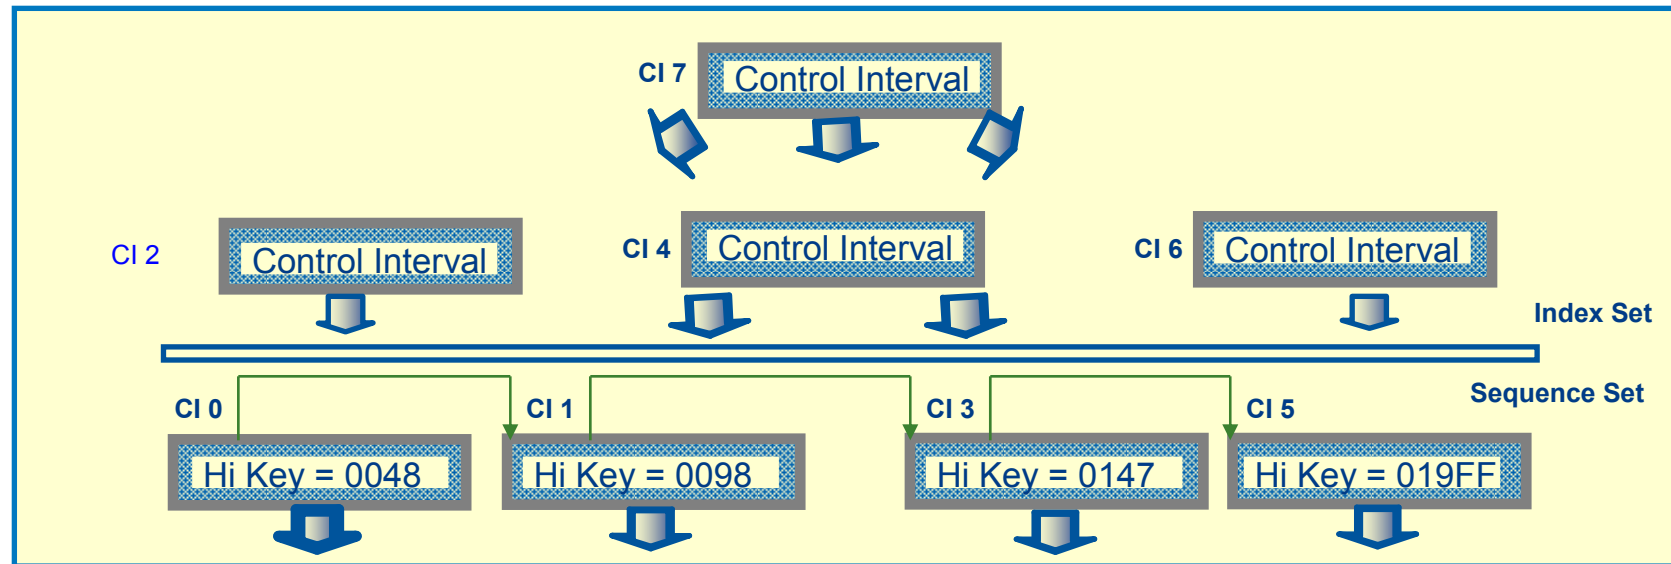 CI 7
Control Interval
CI 2
Control Interval
CI 4
Control Interval
CI 6
Control Interval
Index Set
Sequence Set
CI 0
CI 1
CI 3
CI 5
Hi Key = 0048
Hi Key = 0098
Hi Key = 0147
Hi Key = 019FF